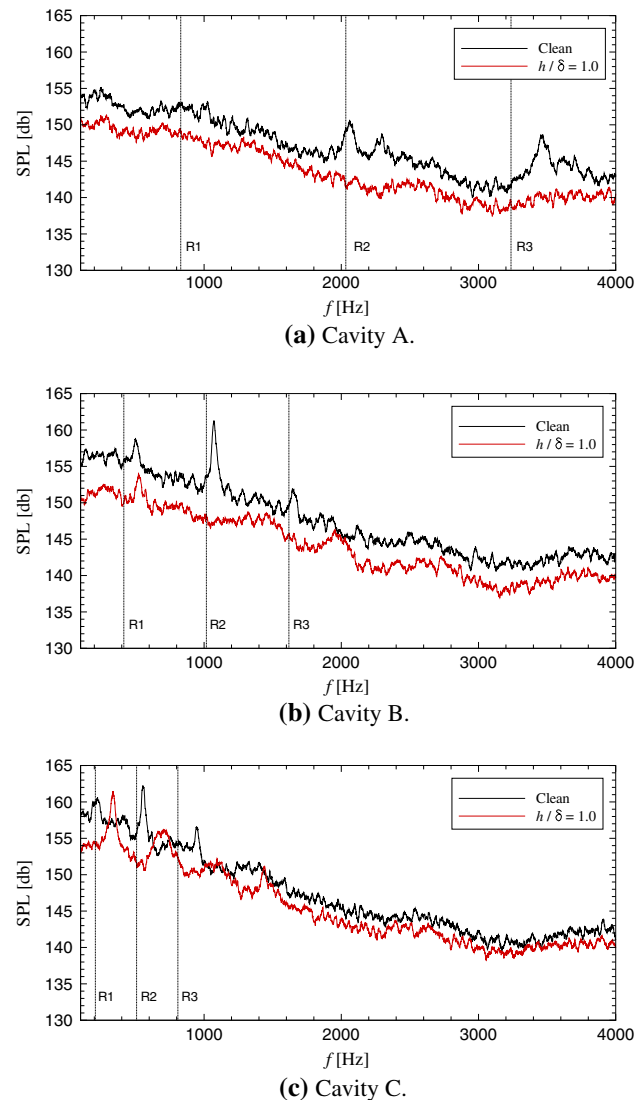 165
160
155
150
145
140
135
130
SPL [db]
Clean
h / δ = 1.0
R1
R2
R3
1000
2000
3000
4000
f [Hz]
(a) Cavity A.
165
160
155
150
145
140
135
130
SPL [db]
Clean
h / δ = 1.0
R1
R2
R3
1000
2000
3000
4000
f [Hz]
(b) Cavity B.
165
160
155
150
145
140
135
130
SPL [db]
Clean
h / δ = 1.0
R1
R2
R3
1000
2000
3000
4000
f [Hz]
(c) Cavity C.